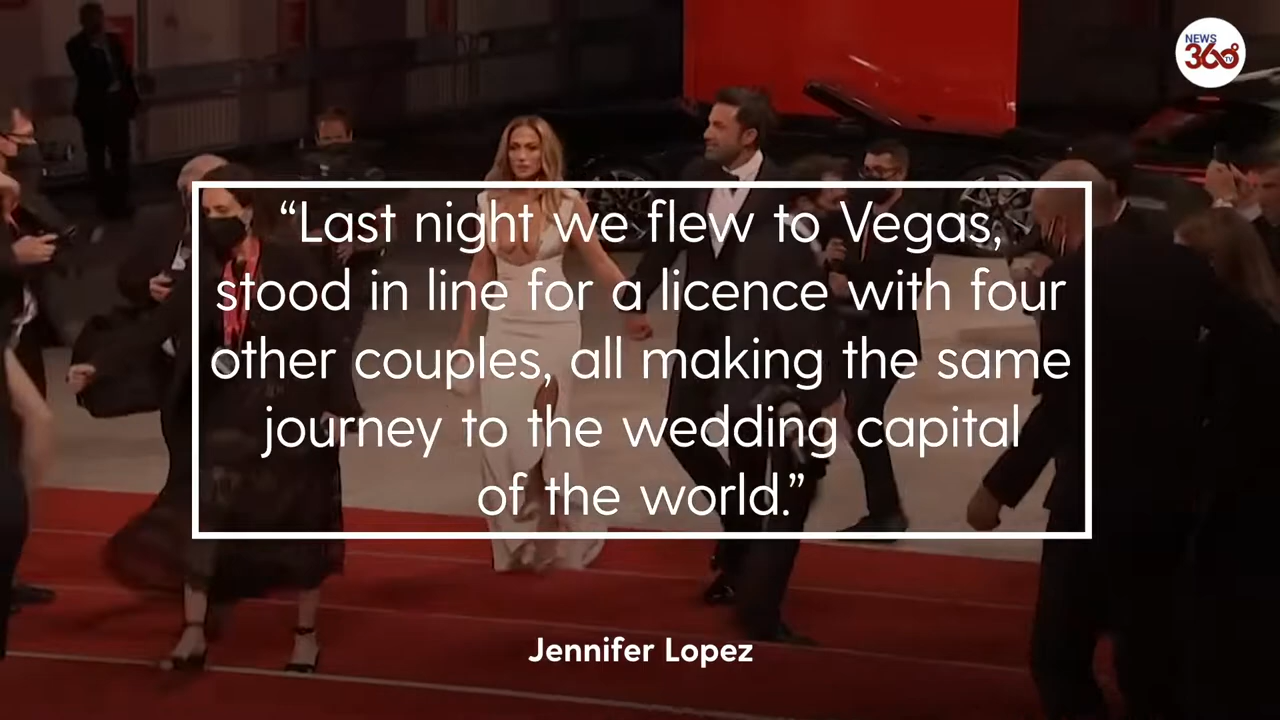 NEWS
360
TV
“Last night we flew to Vegas,
stood in line for a licence with four
other couples, all making the same
journey to the wedding capital
of the world.”
Jennifer Lopez